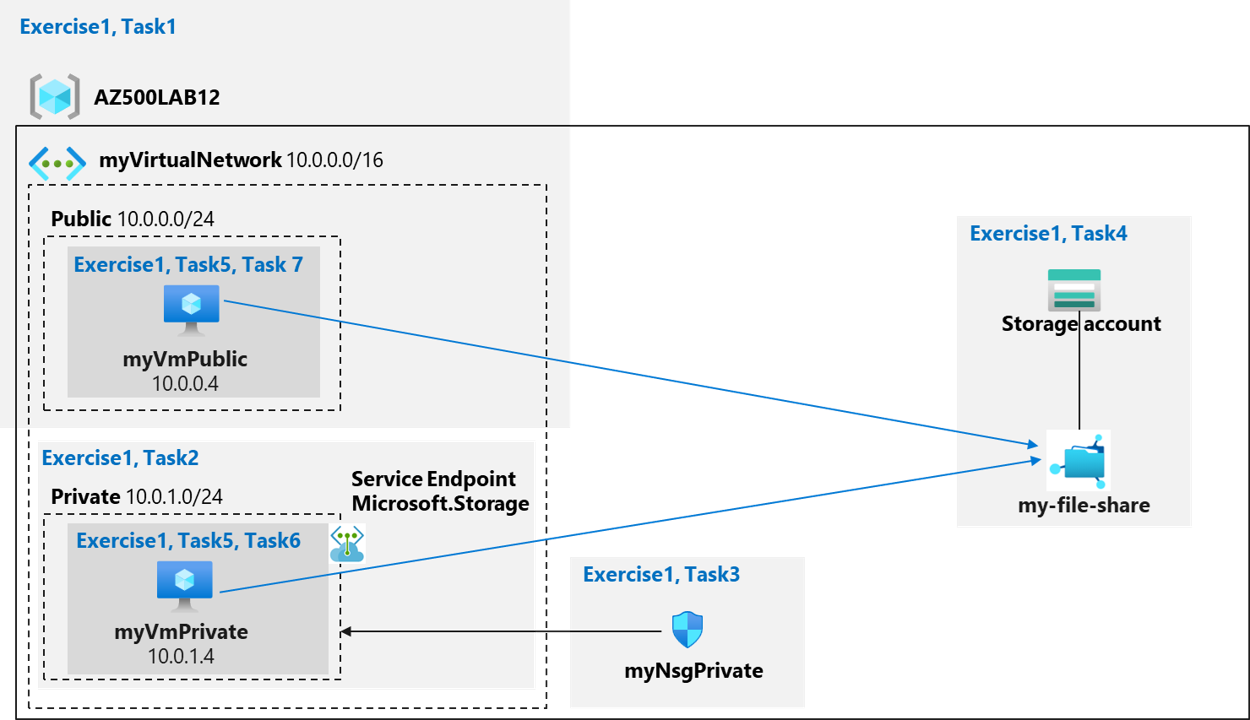 Exercise1, Task1
AZ500LAB12
myVirtualNetwork 10.0.0.0/16
Public 10.0.0.0/24
Exercise1, Task5, Task 7
myVmPublic
10.0.0.4
Exercise1, Task2
Private 10.0.1.0/24
Service Endpoint
Microsoft.Storage
Exercise1, Task5, Task6
myVmPrivate
10.0.1.4
Exercise1, Task3
myNsgPrivate
Exercise1, Task4
Storage account
my-file-share